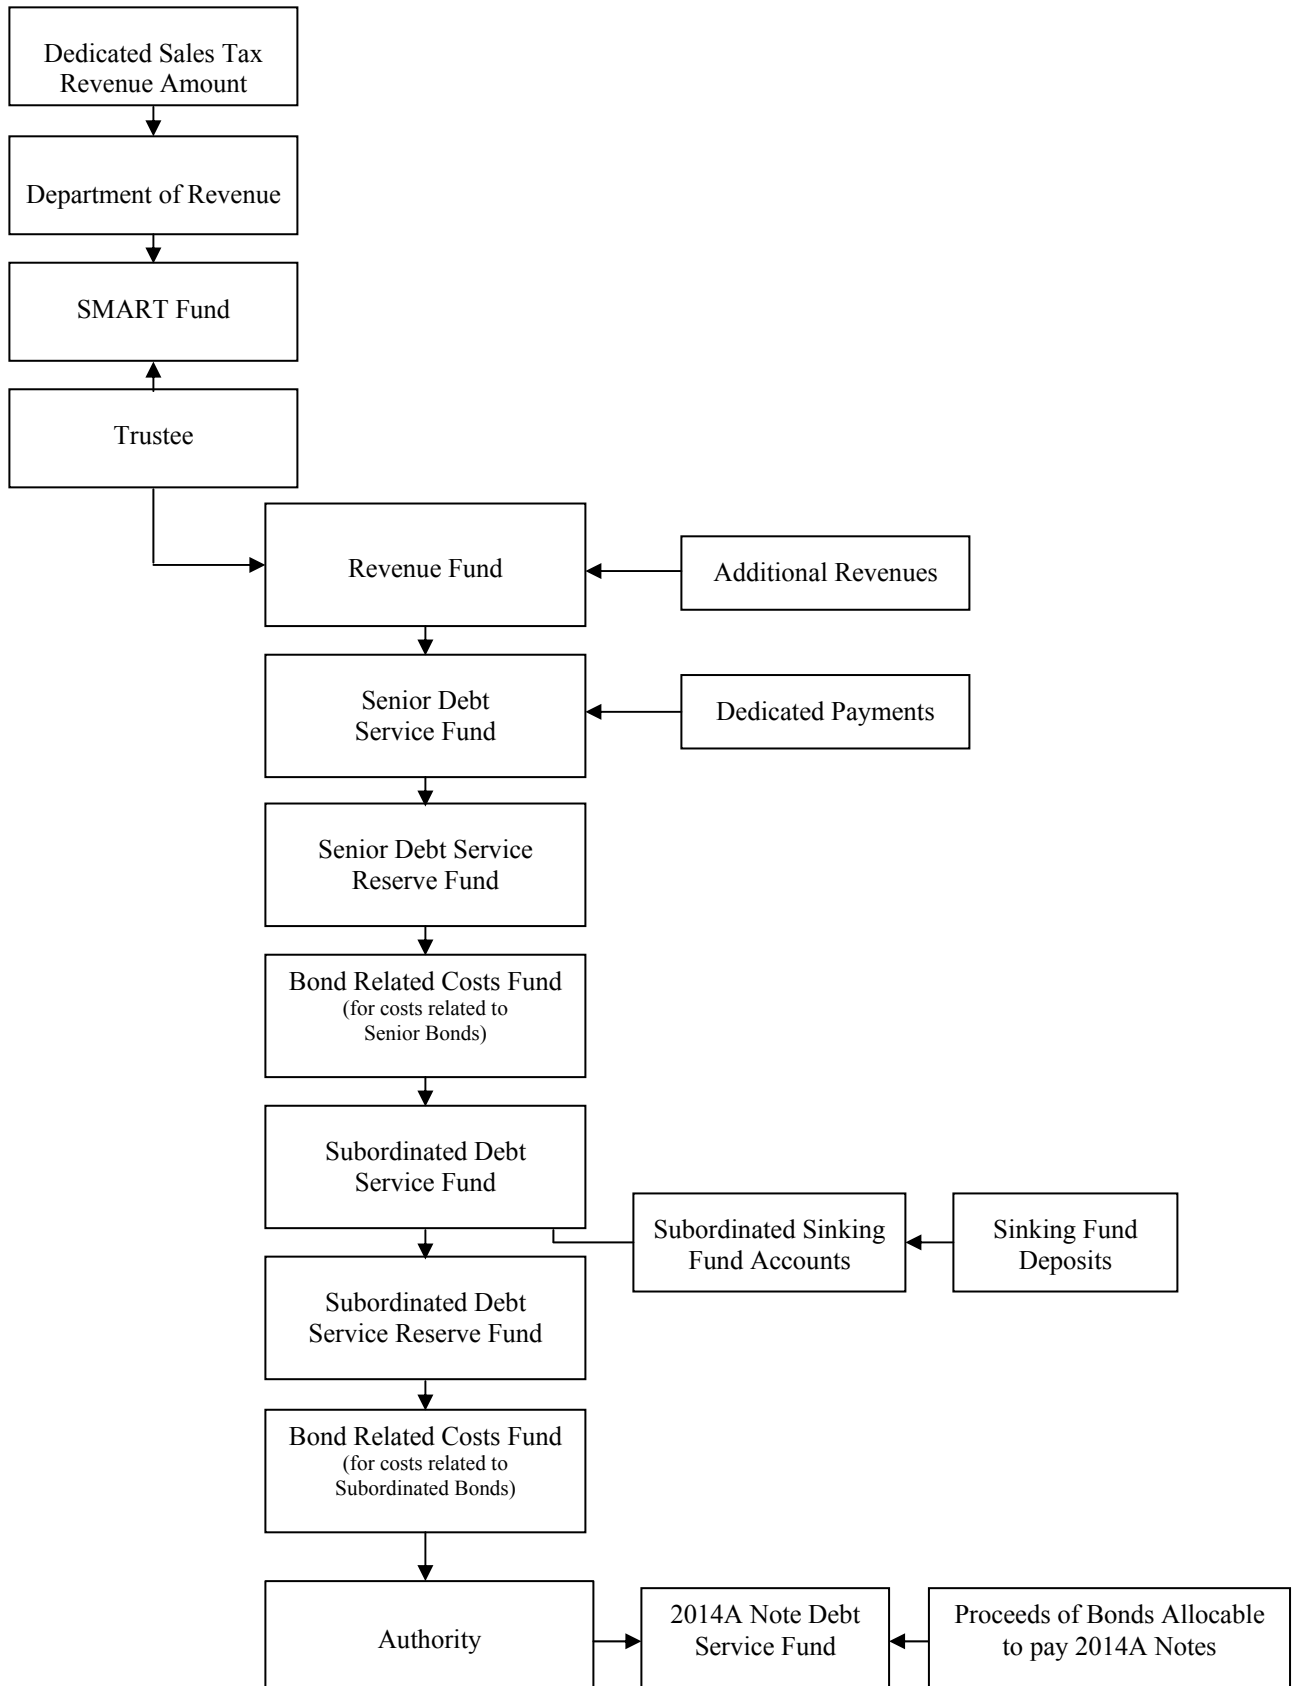 Dedicated Sales Tax
Revenue Amount
Department of Revenue
SMART Fund
Trustee
Revenue Fund
Additional Revenues
Senior Debt
Service Fund
Dedicated Payments
Senior Debt Service
Reserve Fund
Bond Related Costs Fund
(for costs related to
Senior Bonds)
Subordinated Debt
Service Fund
Subordinated Sinking
Fund Accounts
Sinking Fund
Deposits
Subordinated Debt
Service Reserve Fund
Bond Related Costs Fund
(for costs related to
Subordinated Bonds)
Authority
2014A Note Debt
Service Fund
Proceeds of Bonds Allocable
to pay 2014A Notes